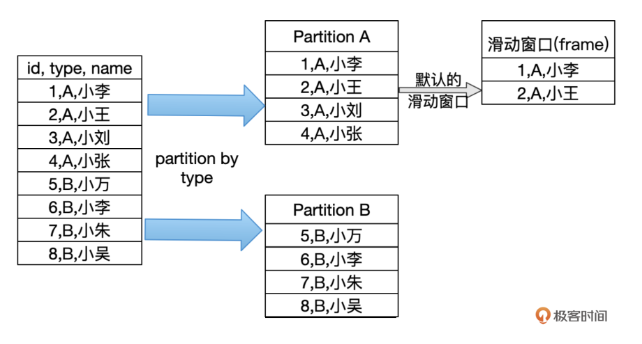 id, type, name
1,A,小李
2,A,小王
3,A,小刘
4,A,小张
5,B,小万
6,B,小李
7,B,小朱
8,B,小吴
partition by
type
Partition A
1,A,小李
2,A,小王
3,A,小刘
4,A,小张
Partition B
5,B,小万
6,B,小李
7,B,小朱
8,B,小吴
默认的
滑动窗口
滑动窗口(frame)
1,A,小李
2,A,小王
极客时间